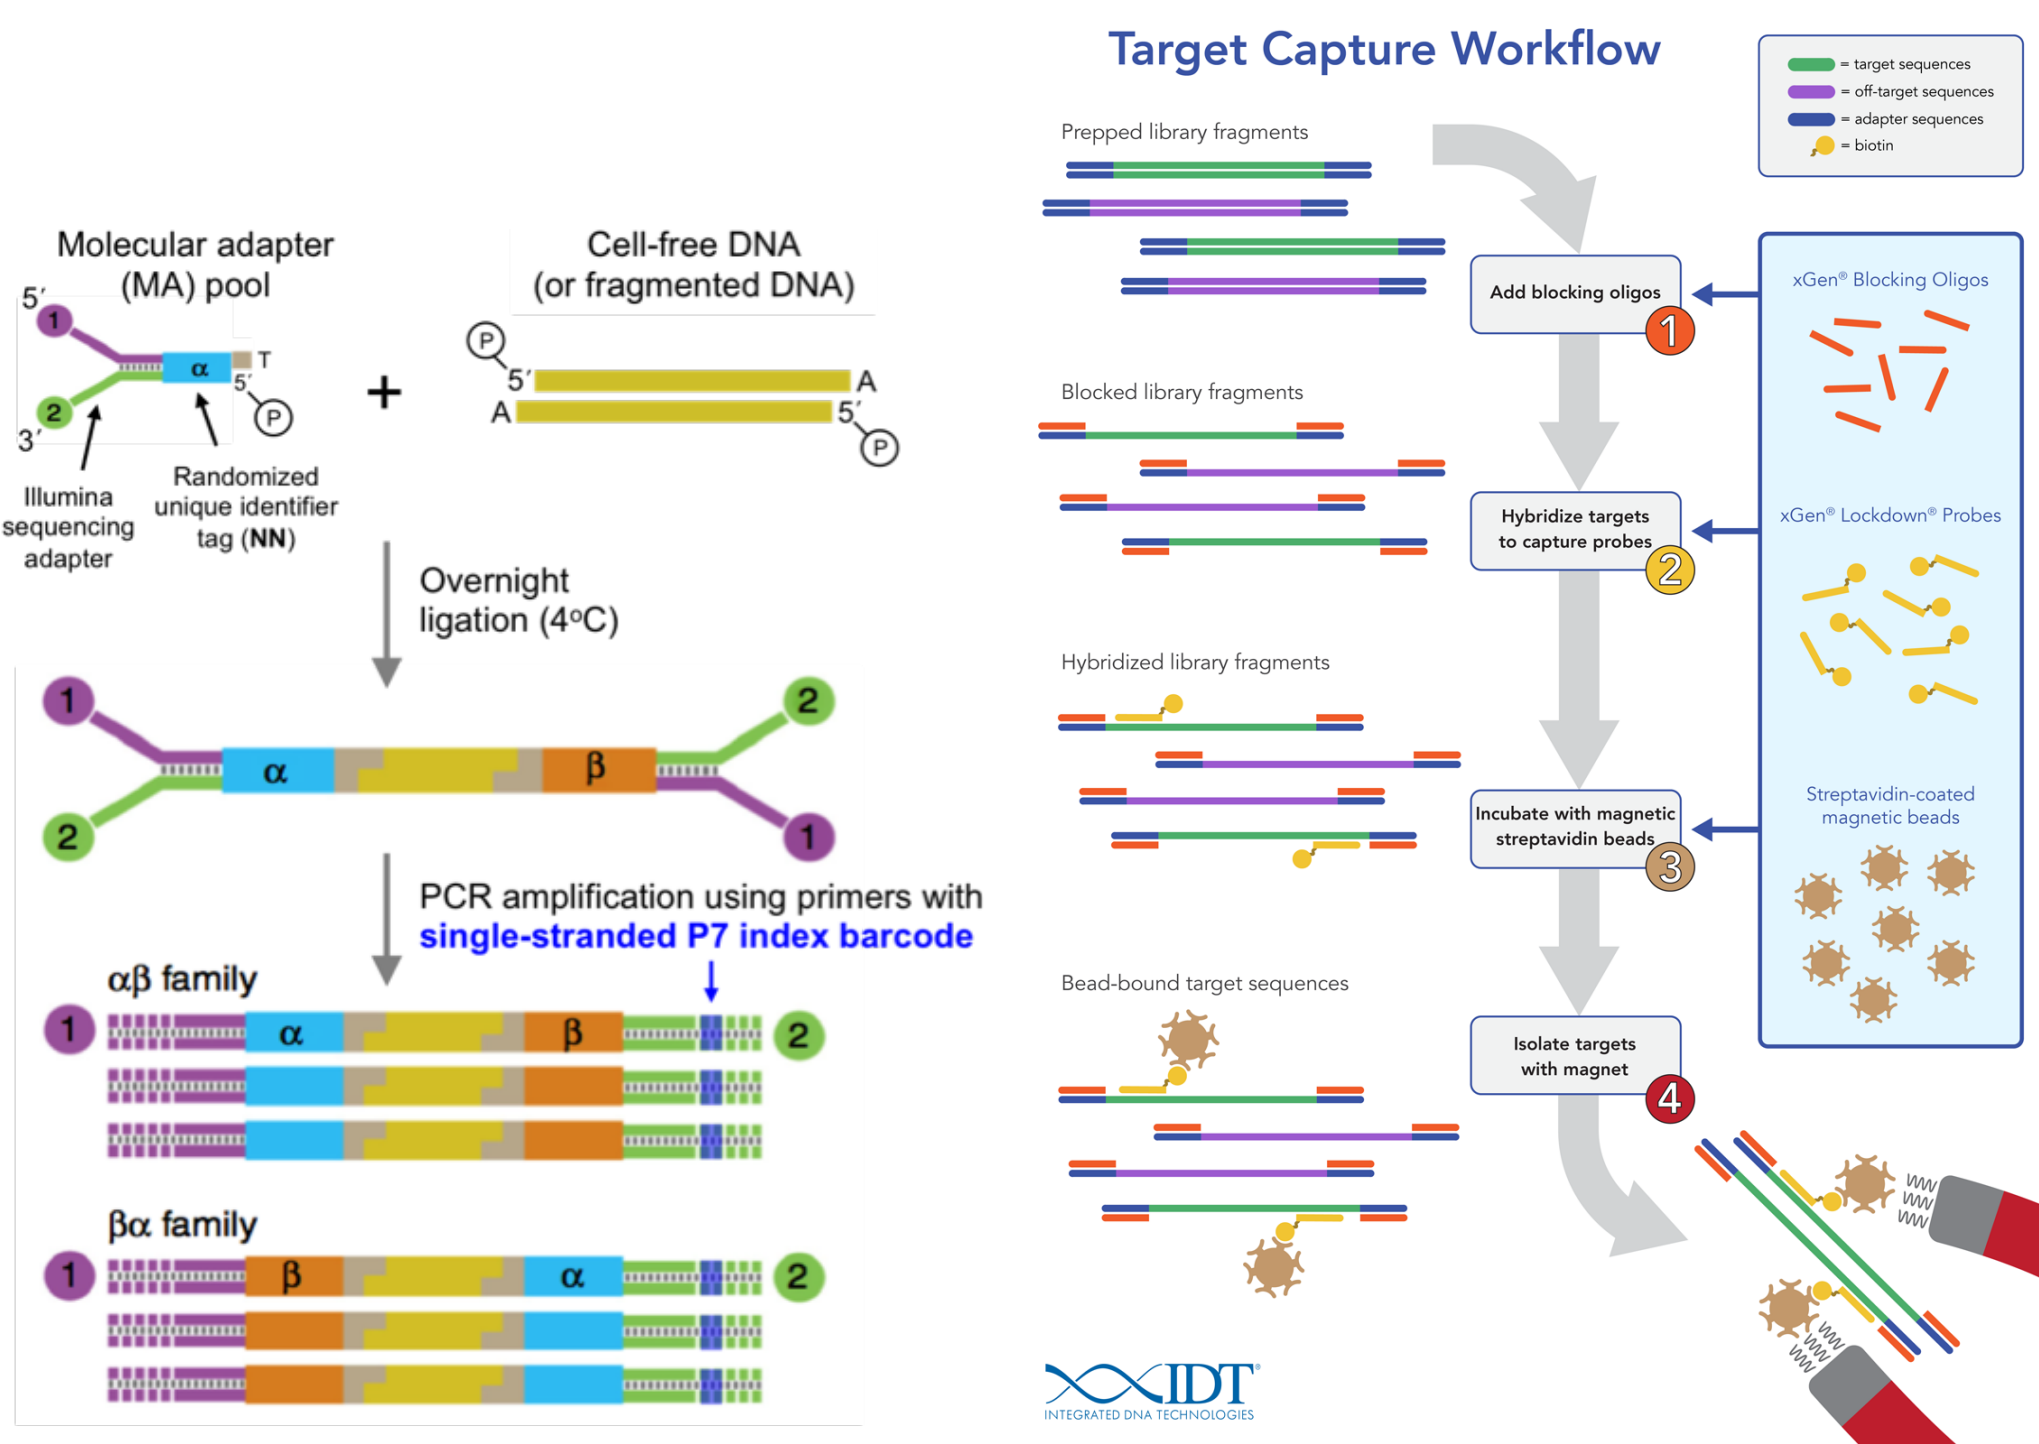 Molecular adapter
(MA) pool
5′
1
α
T
5′
P
2
3′
Illumina
sequencing
adapter
Randomized
unique identifier
tag (NN)
+
Cell-free DNA
(or fragmented DNA)
P
5′
A
A
5′
P
Overnight
ligation (4°C)
1
2
α
β
2
1
PCR amplification using primers with
single-stranded P7 index barcode
αβ family
1
α
β
2
βα family
1
β
α
2
Target Capture Workflow
= target sequences
= off-target sequences
= adapter sequences
= biotin
Prepped library fragments
Add blocking oligos
1
xGen® Blocking Oligos
Blocked library fragments
Hybridize targets
to capture probes
2
xGen® Lockdown® Probes
Hybridized library fragments
Incubate with magnetic
streptavidin beads
3
Streptavidin-coated
magnetic beads
Bead-bound target sequences
Isolate targets
with magnet
4
IDT®
INTEGRATED DNA TECHNOLOGIES